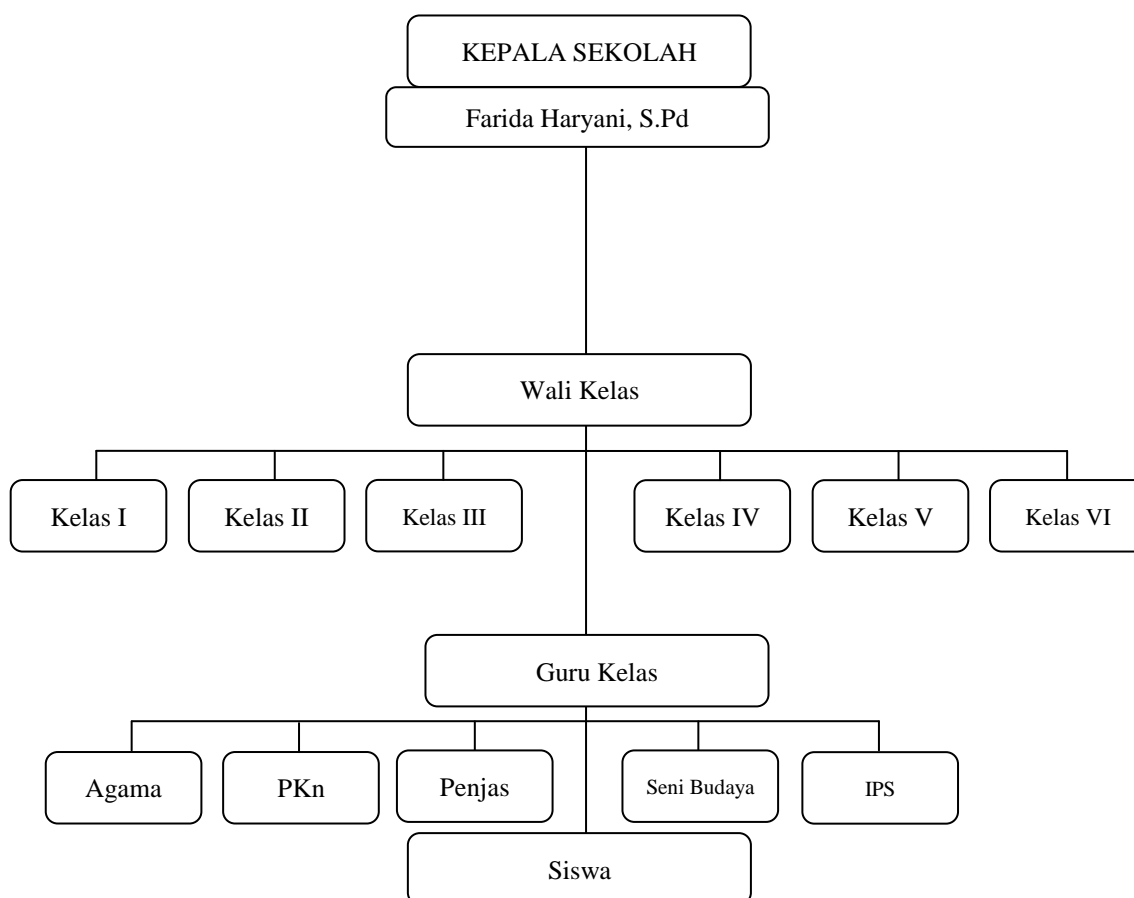 KEPALA SEKOLAH
Farida Haryani, S.Pd
Wali Kelas
Kelas I
Kelas II
Kelas III
Kelas IV
Kelas V
Kelas VI
Guru Kelas
Agama
PKn
Penjas
Seni Budaya
IPS
Siswa